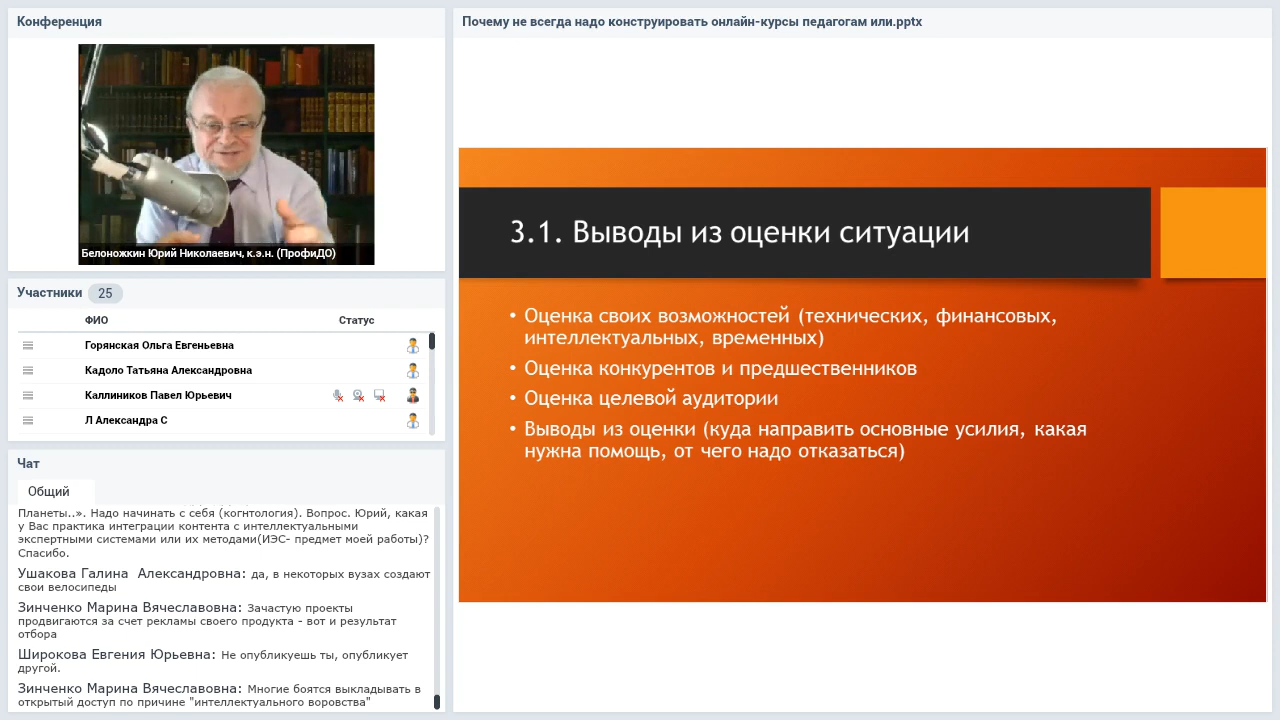 Конференция
Белоножкин Юрий Николаевич, к.э.н. (ПрофиДО)
Участники 25
ФИО Статус
Горянская Ольга Евгеньевна
Кадоло Татьяна Александровна
Каллиников Павел Юрьевич
Л Александра С
Чат
Общий
Планеты..». Надо начинать с себя (когнтология). Вопрос. Юрий, какая
у Вас практика интеграции контента с интеллектуальными
экспертными системами или их методами(ИЭС- предмет моей работы)?
Спасибо.
Ушакова Галина Александровна: да, в некоторых вузах создают
свои велосипеды
Зинченко Марина Вячеславовна: Зачастую проекты
продвигаются за счет рекламы своего продукта - вот и результат
отбора
Широкова Евгения Юрьевна: Не опубликуешь ты, опубликует
другой.
Зинченко Марина Вячеславовна: Многие боятся выкладывать в
открытый доступ по причине "интеллектуального воровства"
Почему не всегда надо конструировать онлайн-курсы педагогам или.pptx
3.1. Выводы из оценки ситуации
• Оценка своих возможностей (технических, финансовых,
интеллектуальных, временных)
• Оценка конкурентов и предшественников
• Оценка целевой аудитории
• Выводы из оценки (куда направить основные усилия, какая
нужна помощь, от чего надо отказаться)